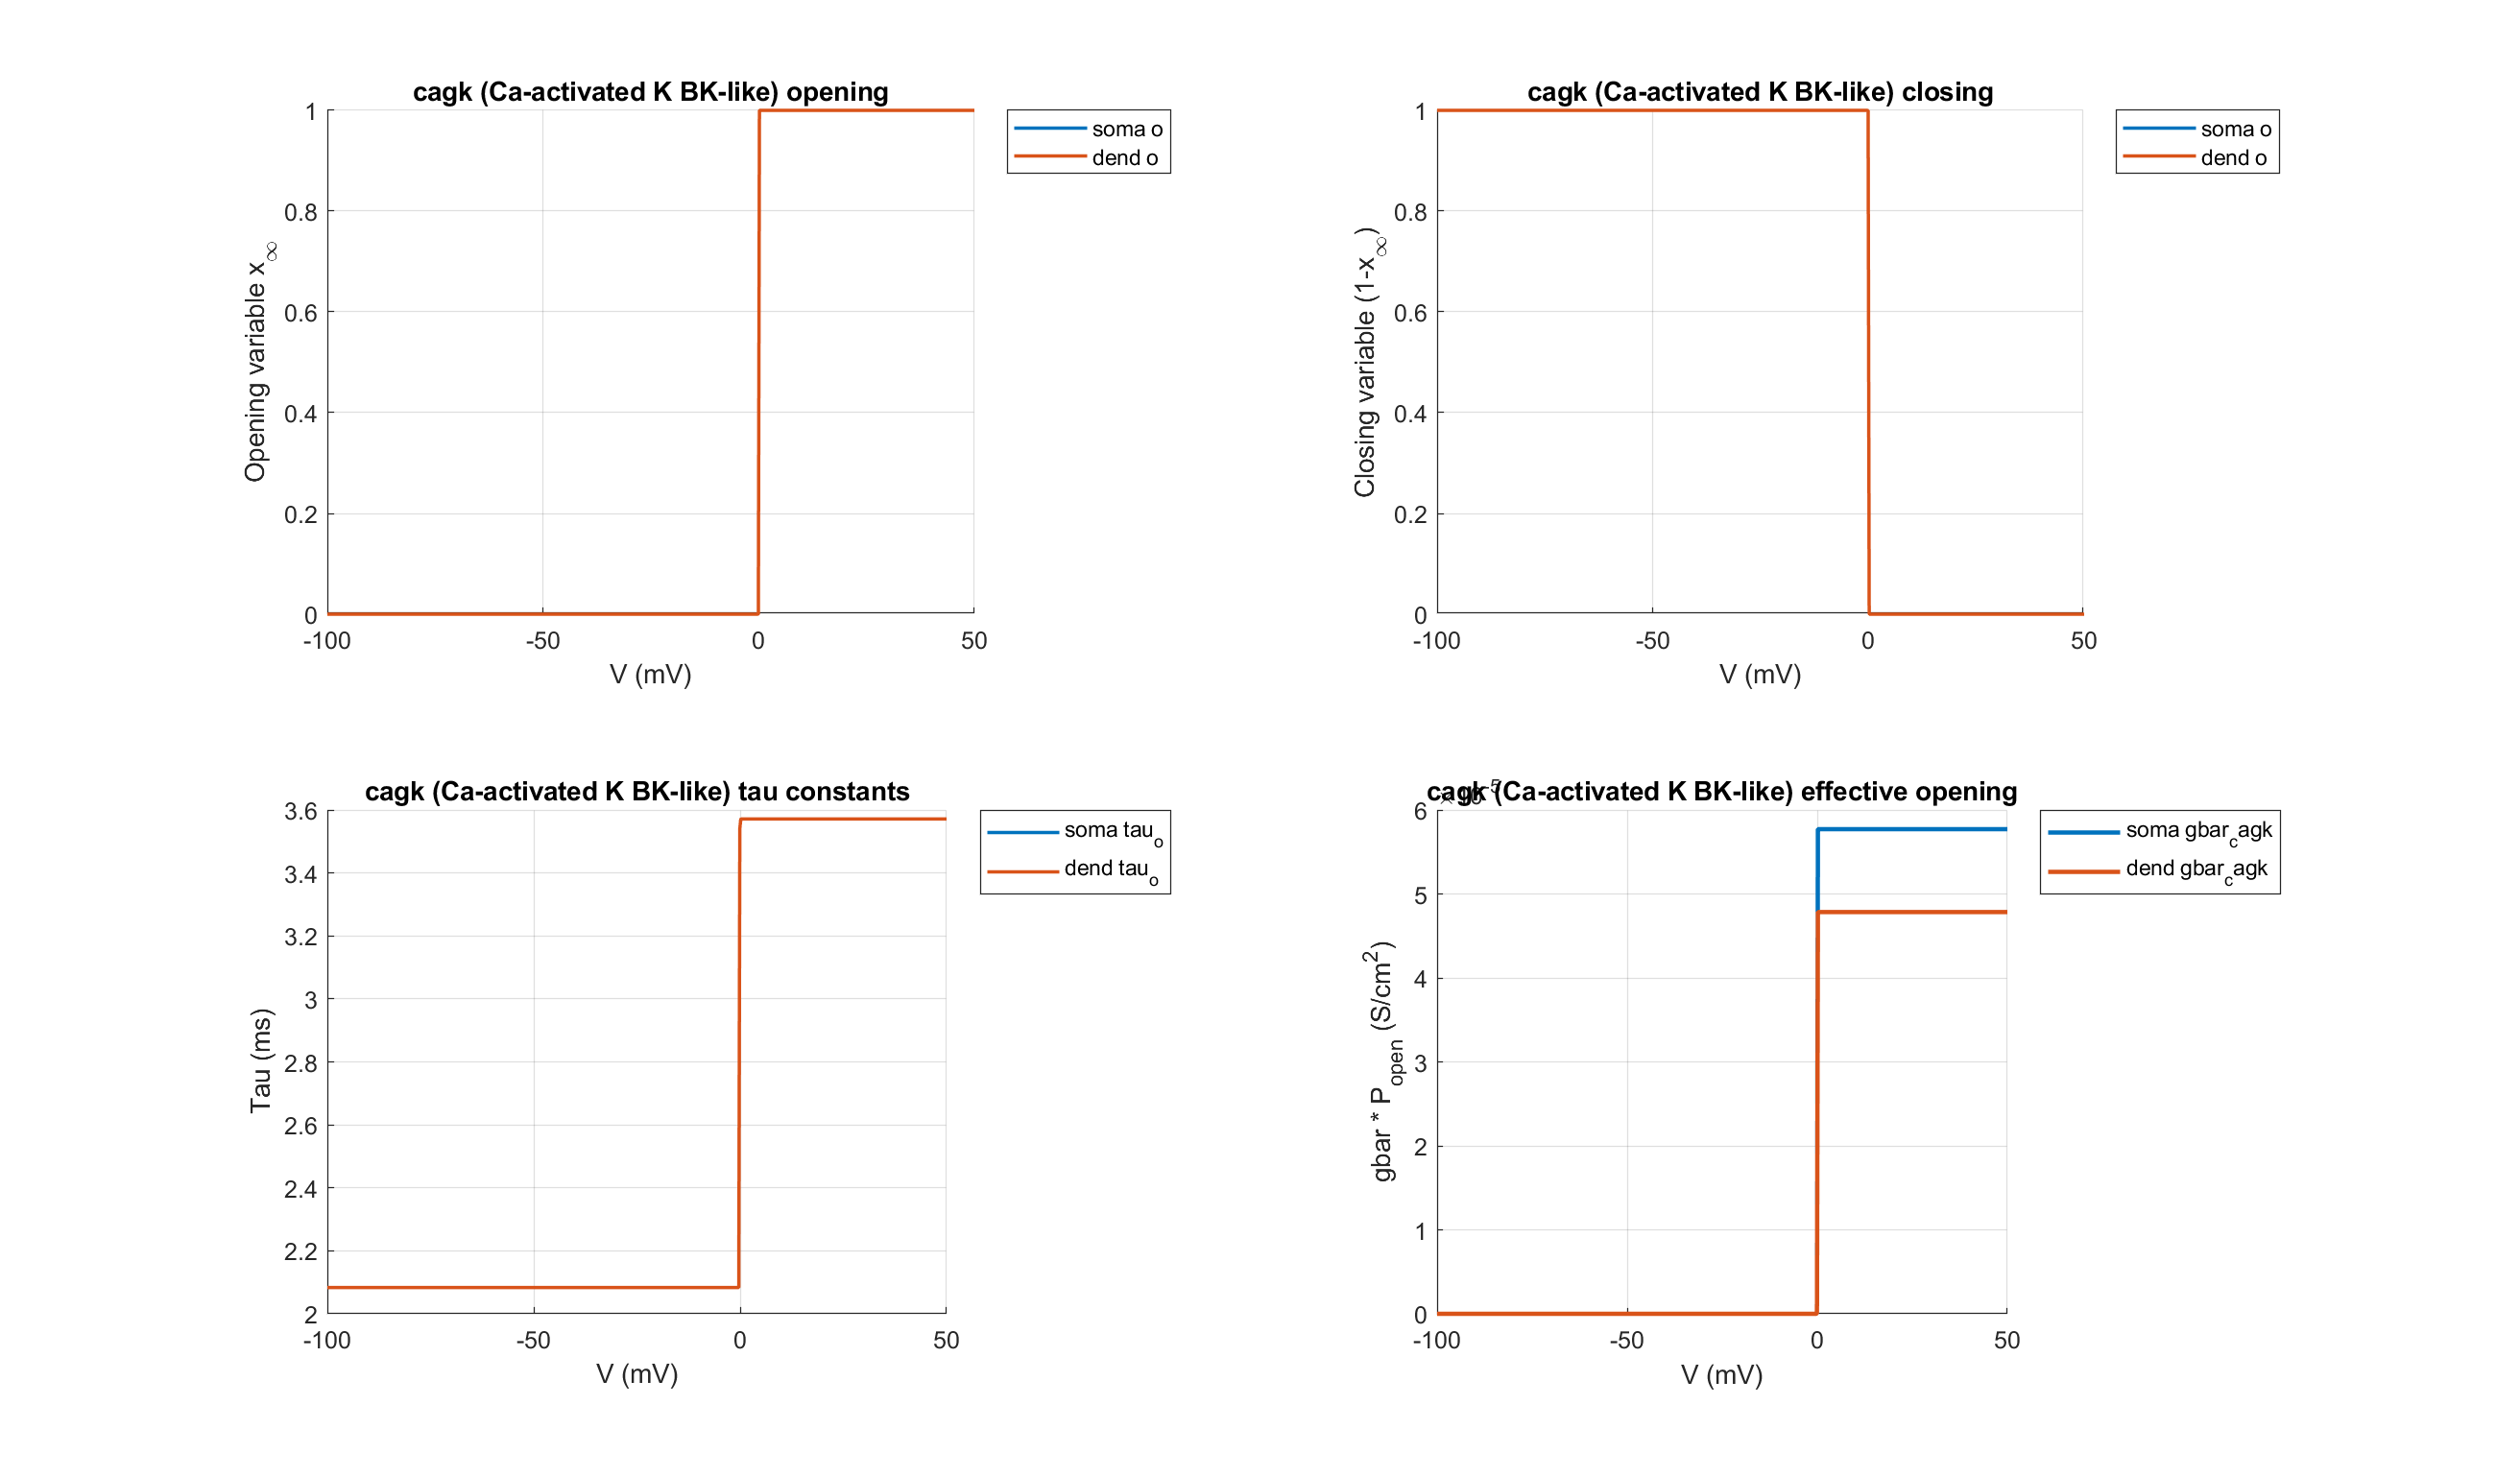 cagk (Ca-activated K BK-like) opening
1
0.8
0.6
0.4
0.2
0
-100
-50
0
50
V (mV)
Opening variable x∞
soma o
dend o
cagk (Ca-activated K BK-like) closing
1
0.8
0.6
0.4
0.2
0
-100
-50
0
50
V (mV)
Closing variable (1-x∞)
soma o
dend o
cagk (Ca-activated K BK-like) tau constants
3.6
3.4
3.2
3
2.8
2.6
2.4
2.2
2
-100
-50
0
50
V (mV)
Tau (ms)
soma tauo
dend tauo
cagk (Ca-activated K BK-like) effective opening
×10-5
6
5
4
3
2
1
0
-100
-50
0
50
V (mV)
gbar * Popen (S/cm2)
soma gbarcagk
dend gbarcagk